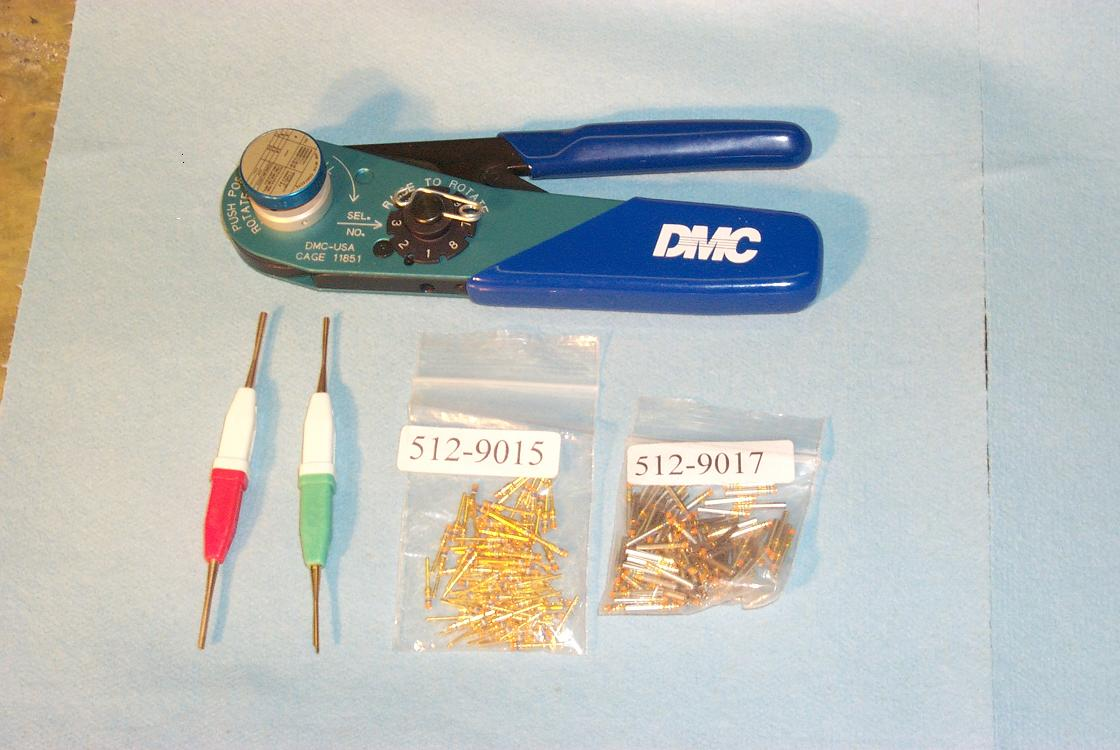 PUSH
ROTATE
SEL.
NO.
TO ROTATE
3 2 1 8 7
DMC-USA
CAGE 11851
DMC
512-9015
512-9017